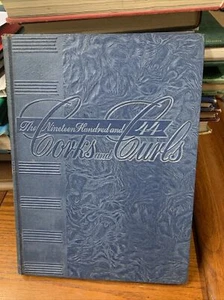 The Nineteen Hundred and 44
Corks and Curls